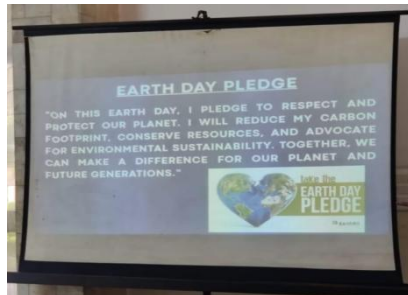 EARTH DAY PLEDGE
"ON THIS EARTH DAY, I PLEDGE TO RESPECT AND
PROTECT OUR PLANET. I WILL REDUCE MY CARBON
FOOTPRINT, CONSERVE RESOURCES, AND ADVOCATE
FOR ENVIRONMENTAL SUSTAINABILITY. TOGETHER, WE
CAN MAKE A DIFFERENCE FOR OUR PLANET AND
FUTURE GENERATIONS."
take the
EARTH DAY
PLEDGE